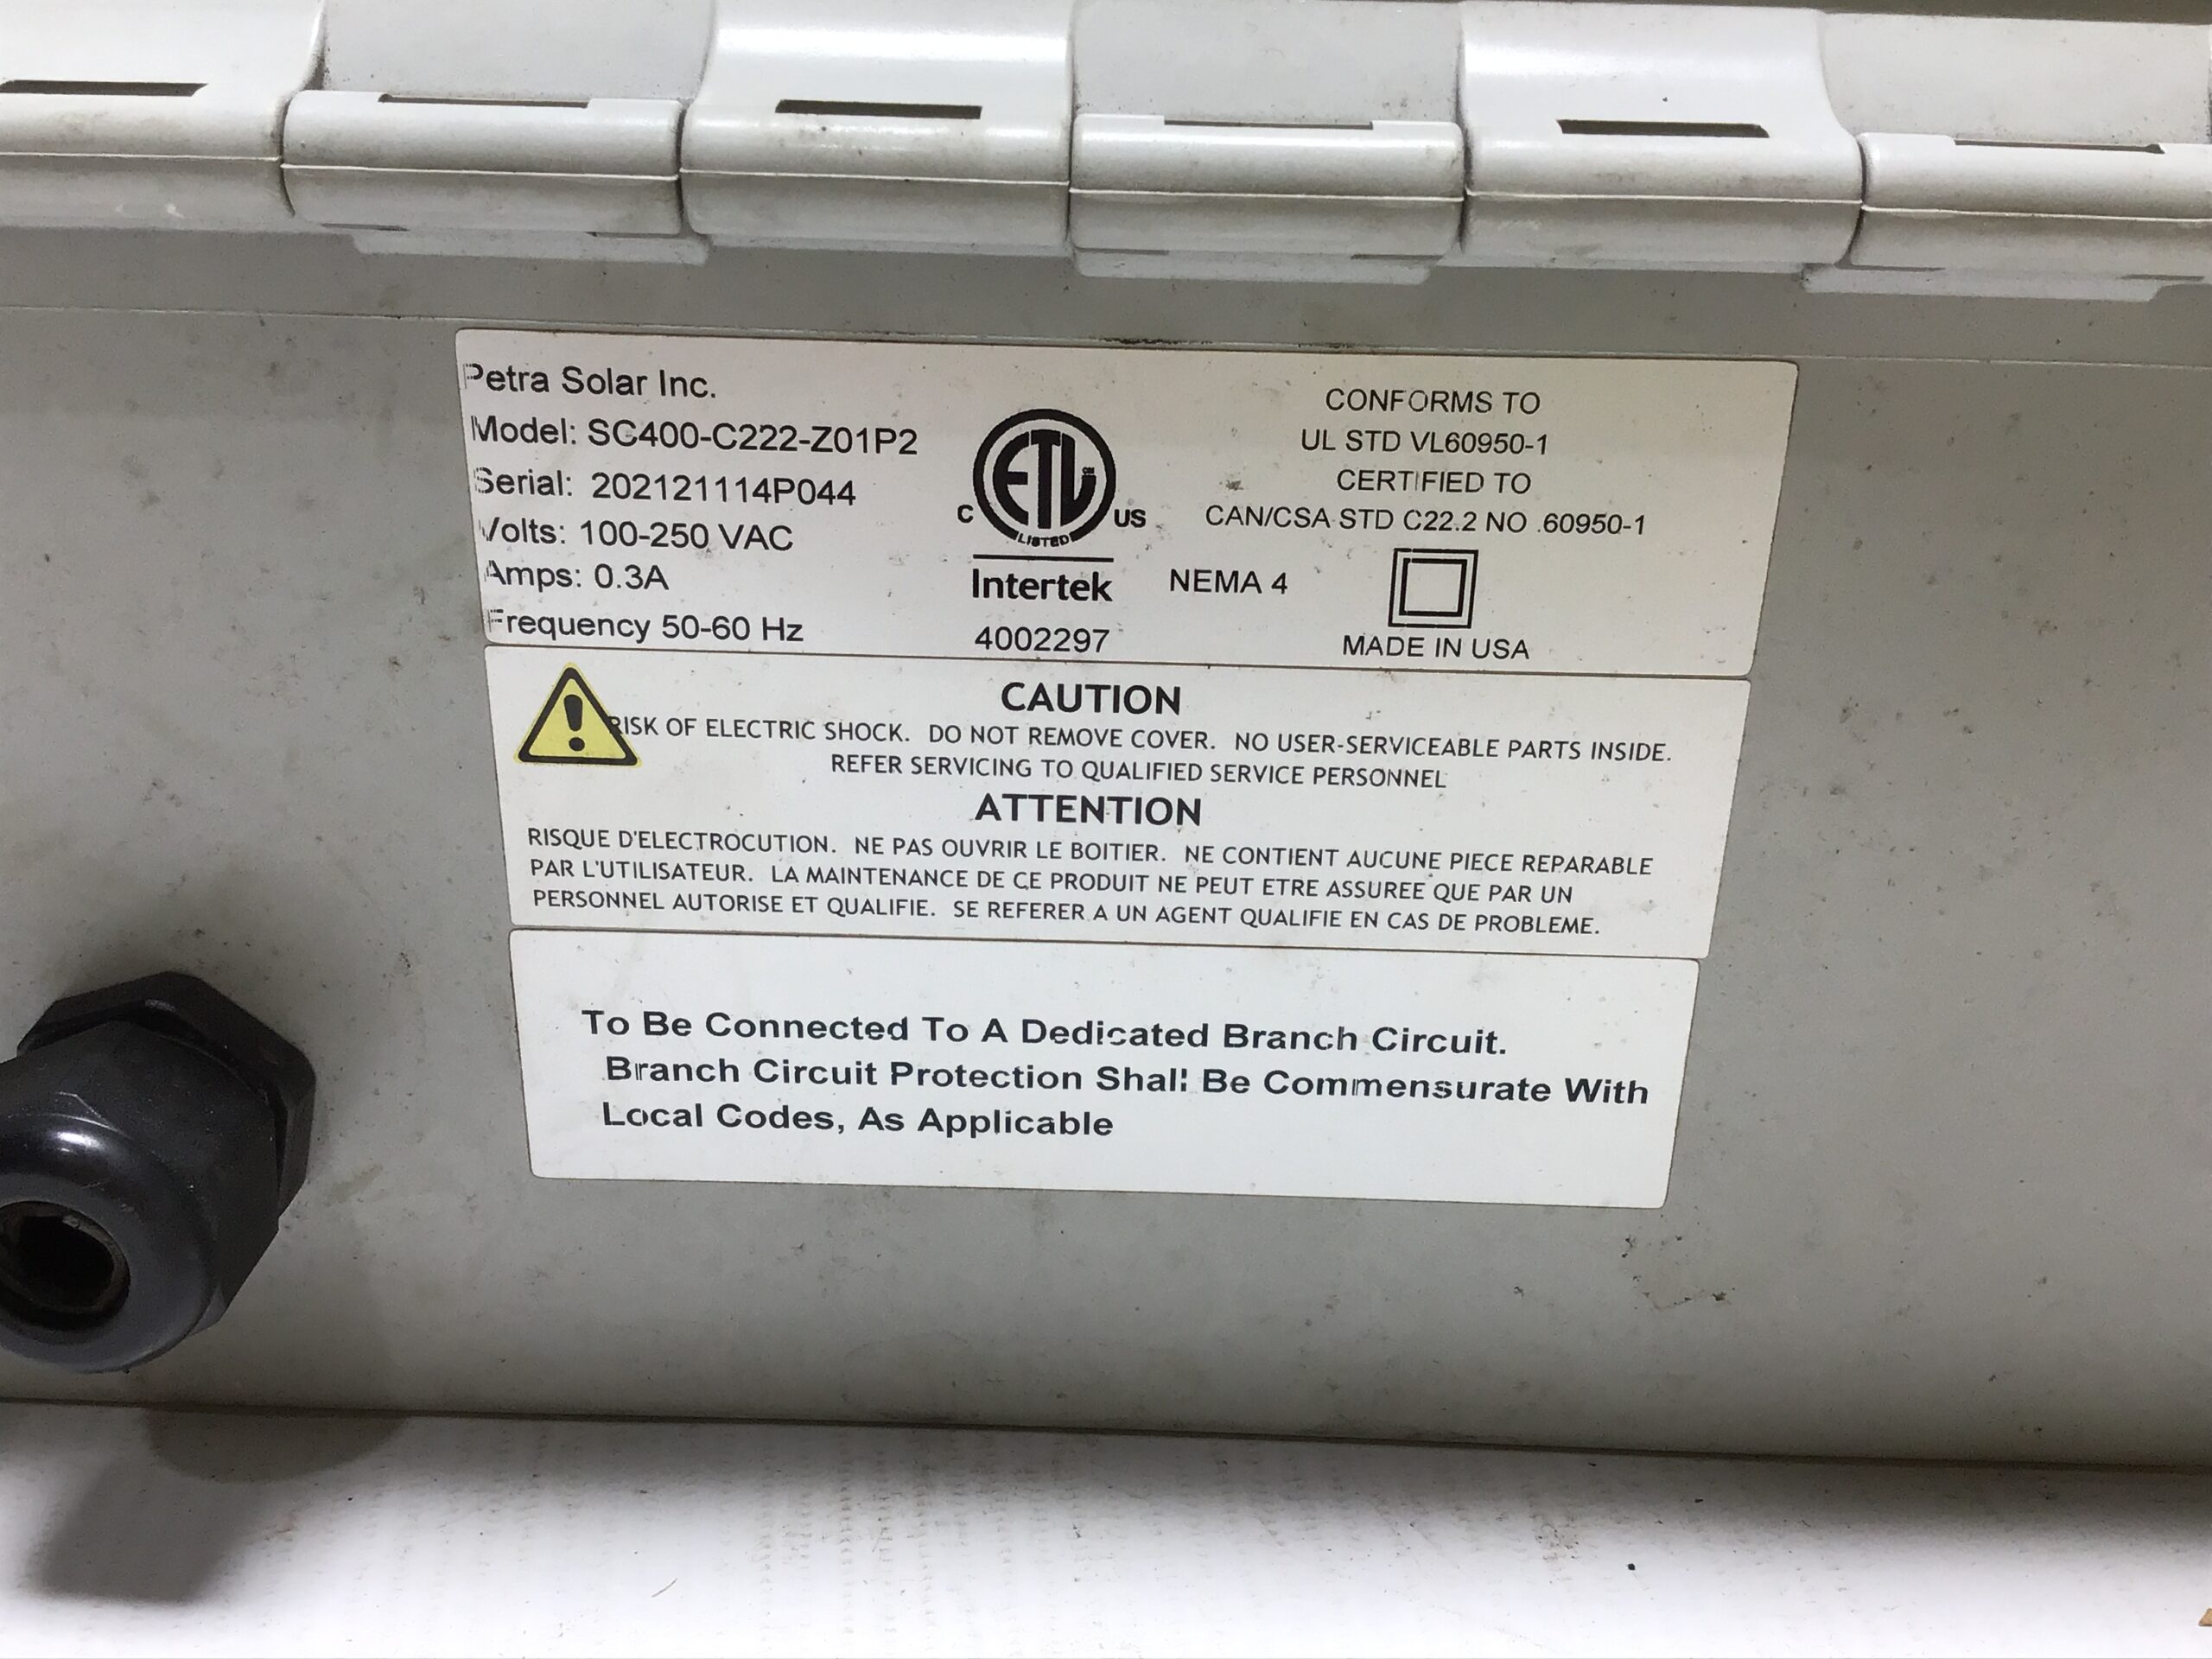 Petra Solar Inc.
Model: SC400-C222-Z01P2
Serial: 202121114P044
Volts: 100-250 VAC
Amps: 0.3A
Frequency 50-60 Hz
ETL
CM
LISTED
C
US
Intertek
4002297
CONFORMS TO
UL STD VL60950-1
CERTIFIED TO
CAN/CSA STD C22.2 NO .60950-1
NEMA 4
MADE IN USA
CAUTION
RISK OF ELECTRIC SHOCK. DO NOT REMOVE COVER. NO USER-SERVICEABLE PARTS INSIDE.
REFER SERVICING TO QUALIFIED SERVICE PERSONNEL
ATTENTION
RISQUE D'ELECTROCUTION. NE PAS OUVRIR LE BOITIER. NE CONTIENT AUCUNE PIECE REPARABLE
PAR L'UTILISATEUR. LA MAINTENANCE DE CE PRODUIT NE PEUT ETRE ASSUREE QUE PAR UN
PERSONNEL AUTORISE ET QUALIFIE. SE REFERER A UN AGENT QUALIFIE EN CAS DE PROBLEME.
To Be Connected To A Dedicated Branch Circuit.
Branch Circuit Protection Shall Be Commensurate With
Local Codes, As Applicable